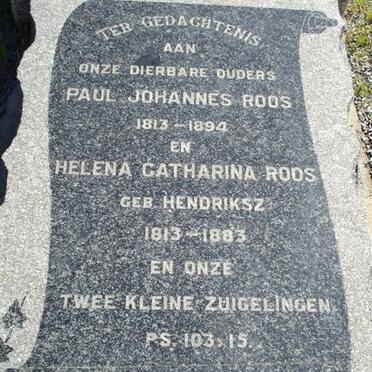 TER GEDACHTENIS
AAN
ONZE DIERBARE OUDERS
PAUL JOHANNES ROOS
1813-1894
EN
HELENA CATHARINA ROOS
GEB HENDRIKSZ
1813-1883
EN ONZE
TWEE KLEINE ZUIGELINGEN
PS. 103:15.